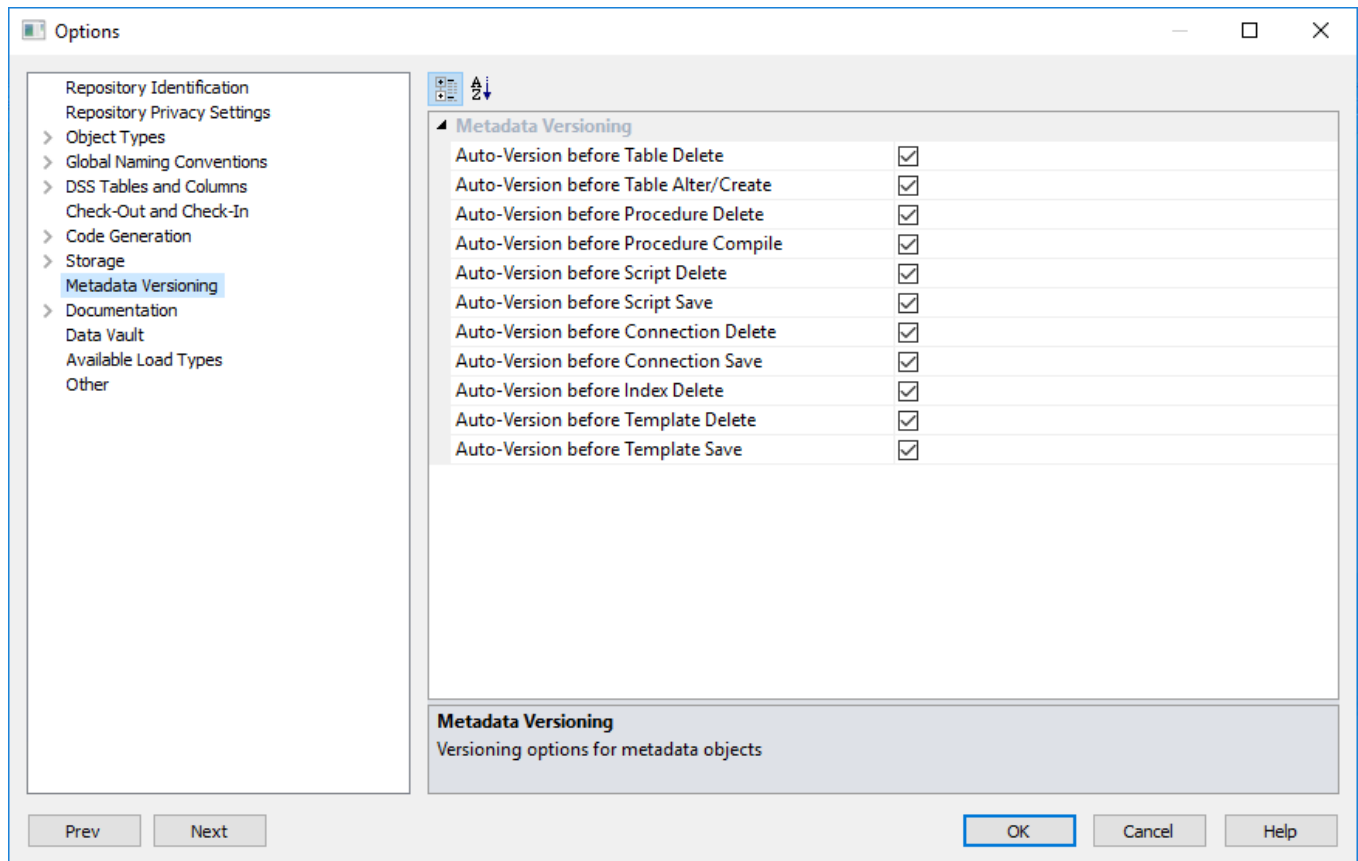 Options
Repository Identification
Repository Privacy Settings
Object Types
Global Naming Conventions
DSS Tables and Columns
Check-Out and Check-In
Code Generation
Storage
Metadata Versioning
Documentation
Data Vault
Available Load Types
Other
Metadata Versioning
Auto-Version before Table Delete
Auto-Version before Table Alter/Create
Auto-Version before Procedure Delete
Auto-Version before Procedure Compile
Auto-Version before Script Delete
Auto-Version before Script Save
Auto-Version before Connection Delete
Auto-Version before Connection Save
Auto-Version before Index Delete
Auto-Version before Template Delete
Auto-Version before Template Save
Metadata Versioning
Versioning options for metadata objects
Prev Next OK Cancel Help